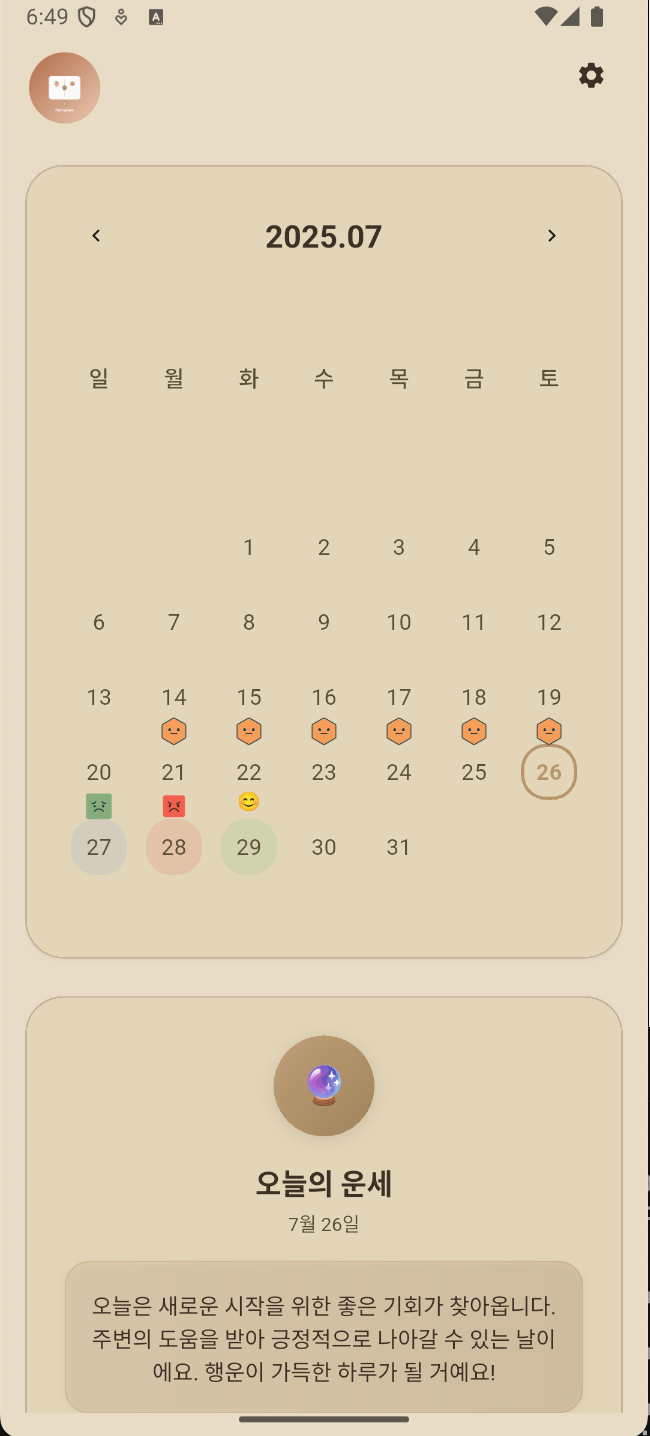 6:49
A
2025.07
일 월 화 수 목 금 토
1 2 3 4 5
6 7 8 9 10 11 12
13 14 15 16 17 18 19
20 21 22 23 24 25 26
27 28 29 30 31
오늘의 운세
7월 26일
오늘은 새로운 시작을 위한 좋은 기회가 찾아옵니다.
주변의 도움을 받아 긍정적으로 나아갈 수 있는 날이
에요. 행운이 가득한 하루가 될 거예요!